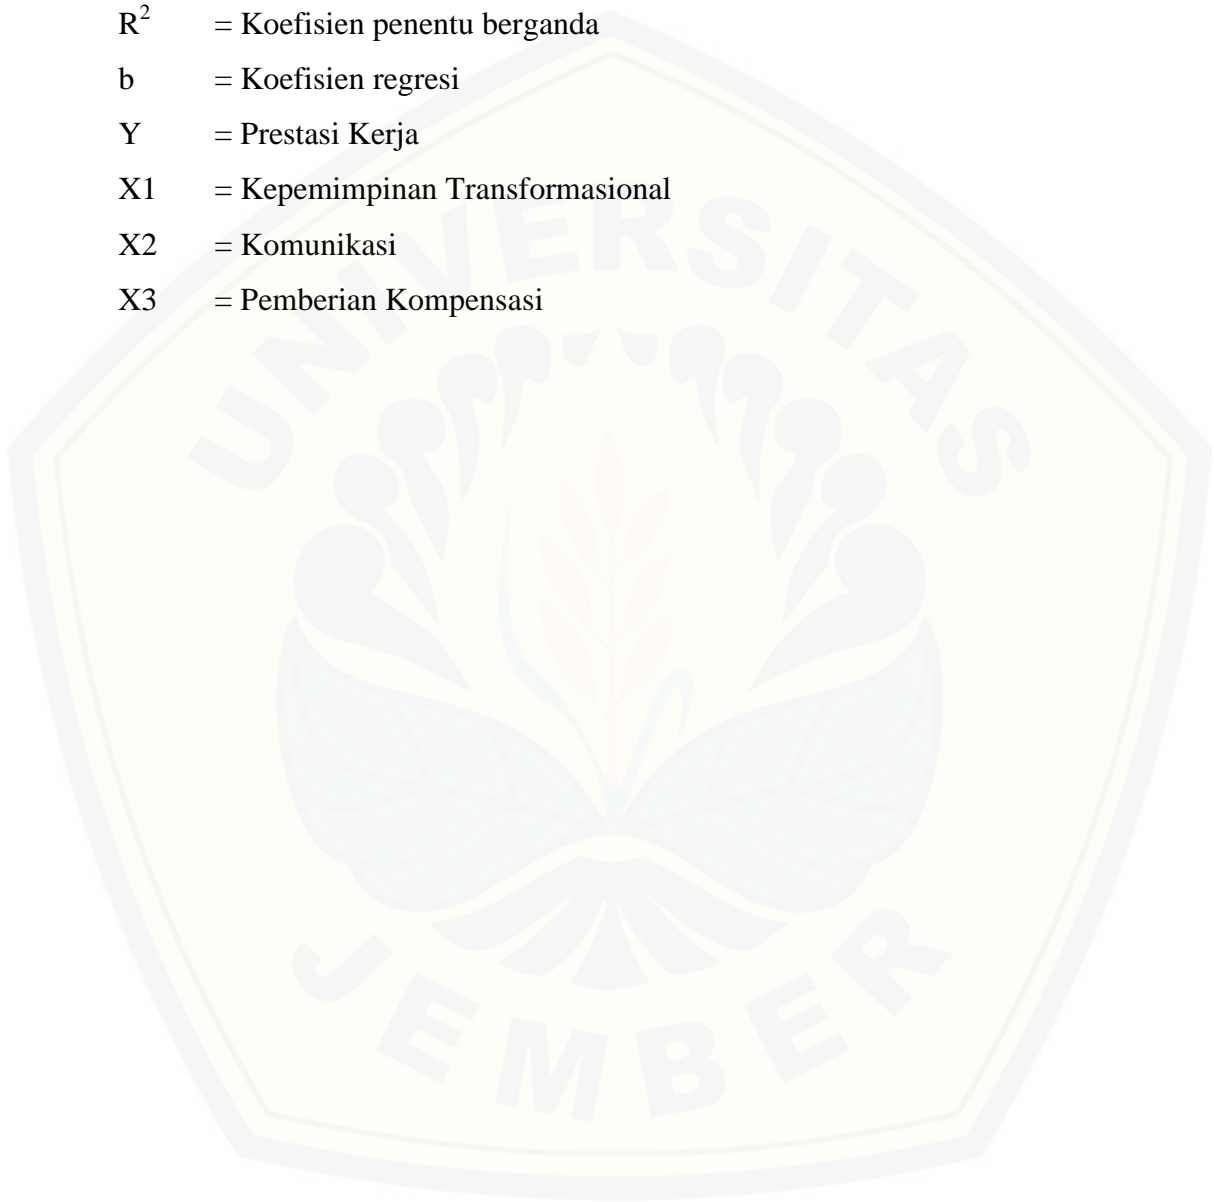 R² = Koefisien penentu berganda
b = Koefisien regresi
Y = Prestasi Kerja
X1 = Kepemimpinan Transformasional
X2 = Komunikasi
X3 = Pemberian Kompensasi
UNIVERSITAS
JEMBER